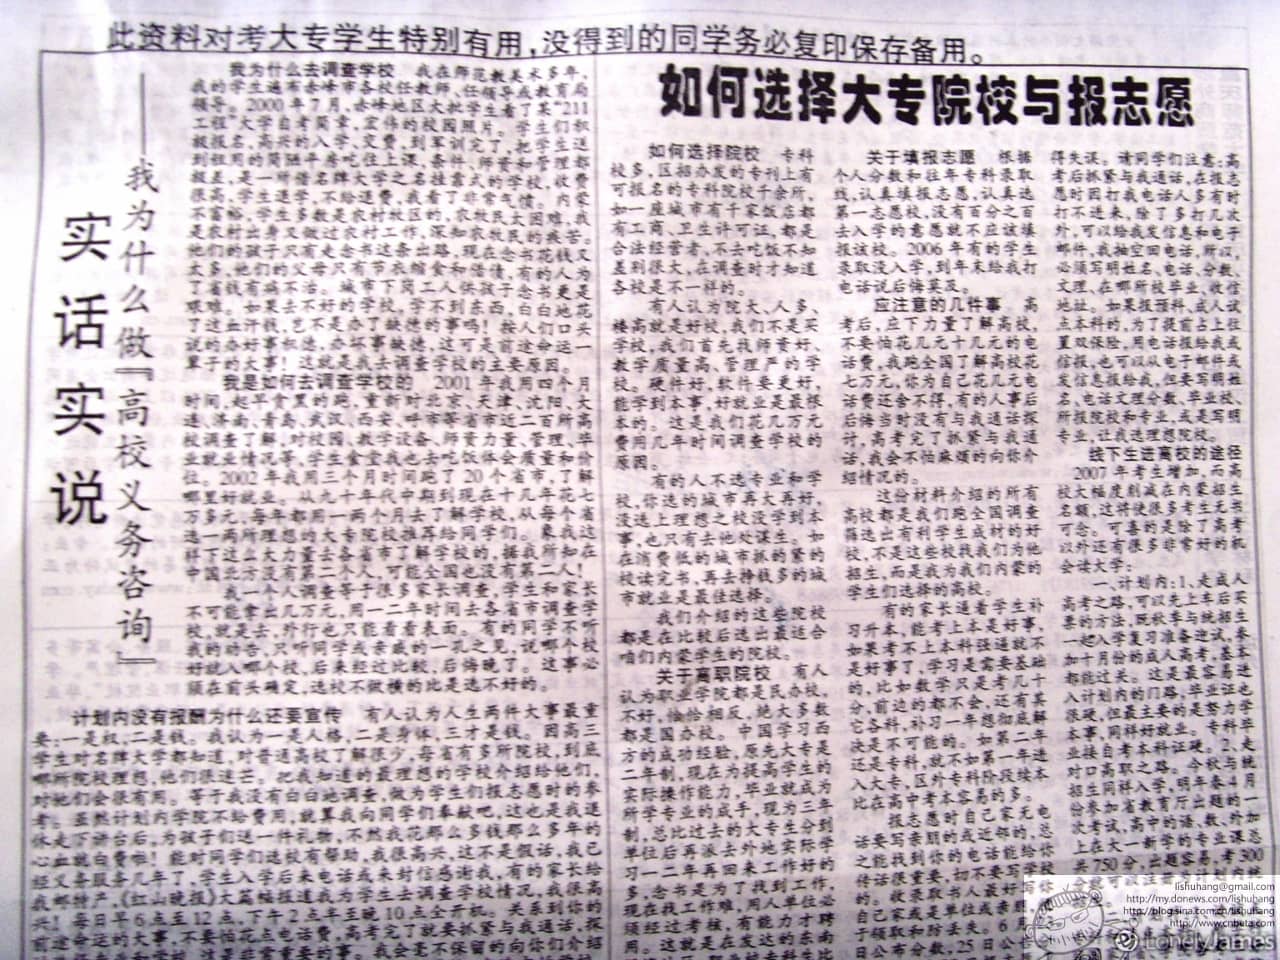 此资料对考大专学生特别有用,没得到的同学务必复印保存备用。
实话实说
——我为什么做『高校义务咨询』
我为什么去调查学校 我在师范教美术多年,
我的学生遍布赤峰市各校任教师、任领导或教育局
领导。2000年7月,赤峰地区大批学生看了某"211
工程"大学自考简章,宏伟的校园照片。学生们积
极报名,高兴的入学、交费,到军训完了,把学生送
到租用的简陋平房吃住上课,条件、师资和管理都
极差,是一所借名牌大学之名挂靠式的学校,收费
很高,学生退学,不给退费,我看了非常气愤。内蒙
不富裕,学生多数是农村牧区的,农牧民太困难,我
是农村出身又做过农村工作,深知农牧民的疾苦。
他们的孩子只有是念书这条出路,现在念书花钱又
太多,他们的父母只有节衣缩食和借债,有的人为
了省钱有病不治。城市下岗工人供孩子念书更是
艰难。如果去不好的学校,学不到东西,白白地花
了这血汗钱,岂不是办了缺德的事吗!按人们口头
说的办好事积德,办坏事缺德,这可是前途命运一
辈子的大事!这就是我去调查学校的主要原因。
我是如何去调查学校的 2001年我用四个月
时间,起早贪黑的跑,重新对北京、天津、沈阳、大
连、济南、青岛、武汉、西安、呼市等省市近二百所高
校调查了解,对校园、教学设备、师资力量、管理、毕
业就业情况等,学生食堂我也去吃饭体会质量和价
位。2002年我用三个月时间跑了20个省市,了解
哪里好就业。从九十年代中期到现在十几年花七
万多元,每年都用一两个月去了解学校,从每个省
选一两所理想的大专院校推荐给同学们。象我这
样下这么大力量去各省市了解学校的,据我所知在
中国北方没有第二个人,可能全国也没有第二人!
我一个人调查等于很多家长调查,学生和家长
不可能拿出几万元,用一二年时间去各省市调查学
校,就是去,外行也只能看看表面。有的同学不听
我的劝告,只听同学或亲戚的一孔之见,说哪个校
好就入哪个校,后来经过比较,后悔晚了。这事必
须在前头确定,选校不做横的比是选不好的。
计划内没有报酬为什么还要宣传 有人认为人生两件大事最重
要:一是权,二是钱。我认为一是人格,二是身体,三才是钱。因高三
学生对名牌大学都知道,对普通高校了解很少,每省有多所院校,到底
哪所院校理想,他们很迷茫。把我知道的最理想的学校介绍给他们,
对他们会很有用。等于我没有白白地调查,做为学生们报志愿时的参
考。虽然计划内学院不给用费,就算我向同学们奉献吧,这也是我退
休走下讲台后,为孩子们送一件礼物,不然我花那么多钱那么多年的
心血就白费啦!能对同学们选校有帮助,我很高兴,这不是假话,我已
经义务服务几年了,学生入学后来电话或来封信感谢我,有的家长给
我邮特产,《红山晚报》大篇幅报道我为学生去调查学校情况,我很高
兴!每日早6点至12点,下午1点半至晚10点半开机。
如何选择大专院校与报志愿
如何选择院校 专科
校多,区招办发的专刊上有
可报名的专科院校千余所,
如一座城市有千家饭店都
有工商、卫生许可证,都是
合法经营者,不去吃饭不知
差别很大,在调查时才知道
各校是不一样的。
有人认为院大、人多、
楼高就是好校,我们不是买
学校,我们首先找师资好、
教学质量高、管理严的学
校。硬件好,软件要更好,
能学到本事,好就业是最根
本的。这是我们花几万元
费用几年时间调查学校的
原因。
有的人不选专业和学
校,你选的城市再大再好,
没选上理想之校没学到本
事,也只有去他处谋生。如
在消费低的城市抓的紧的
校读完书,再去挣钱多的城
市就业是最佳选择。
我们介绍的这些院校
都是在比较后选出最适合
咱们内蒙学生的院校。
关于高职院校 有人
认为职业学院都是民办校,
不好,恰恰相反,绝大多数
都是国办校。中国学习西
方的成功经验,原先大专是
二年制,现在为提高学生的
实际操作能力,毕业就成为
所学专业的成手,现为三年
制,总比过去的大专生分到
单位后再派去外地实际学
习一二年再回来工作好的
多,念书是为了找到工作,
现在找工作难,用人单位必
须经过考核,有能力才聘
用。这就是在发达的东南
关于填报志愿 根据
个人分数和往年专科录取
线,认真填报志愿,认真选
第一志愿校,没有百分之百
去入学的意愿就不应该填
报该校。2006年有的学生
录取没入学,到年末给我打
电话说后悔莫及。
应注意的几件事 高
考后,应下力量了解高校,
不要怕花几元十几元的电
话费,我跑全国了解高校花
七万元,你为自己花几元电
话费还舍不得,有的人事后
后悔当时没有与我通话探
讨,高考完了抓紧与我通
话,我会不怕麻烦的向你介
绍情况的。
这份材料介绍的所有
高校都是我们跑全国调查
筛选出有利学生成材的好
校,不是这些校找我们为他
招生,而是我为我们内蒙的
学生们选择的高校。
有的家长逼着学生补
习升本,能考上本是好事,
如果考不上本科强逼就不
是好事了,学习是需要基础
的,比如数学只是考几十
分,前边的都不会,还有其
它各科,补习一年想彻底解
决是不可能的。如第二年
还是专科,就不如第一年进
入大专,区外专科阶段续本
比在高中考本容易的多。
报志愿时自己家无电
话要写亲朋的或近邻的,总
之能找到你的电话能给你
传话很重要,切不要写学校
的。收录取书人最好写你
自己家或是单位或考职
于领取和防丢失。6月
日公布分数,25日公
得失误。请同学们注意:高
考后抓紧与我通话,在报志
愿时因打我电话人多有时
打不进来,除了多打几次
外,可以给我发信息和电子
邮件,我抽空回电话,所以,
必须写明姓名、电话、分数、
文理、在哪所校毕业、收信
地址。如果报预科、成人试
点本科的,为了提前占上位
置双保险,用电话报给我或
信报,也可以从电子邮件或
发信息报给我,但要写明姓
名、电话文理分数、毕业校、
所报院校和专业,或是写明
专业,让我选理想院校。
线下生进高校的途径
2007年考生增加,而高
校大幅度削减在内蒙招生
名额,这将使很多考生无书
可念。可喜的是除了高考
以外还有很多非常好的机
会读大学:
一、计划内:1、走成人
高考之路,可以先上车后买
票的方法,既秋季与统招生
一起入学复习准备迎试,参
加十月份的成人高考,基本
都能过关。这是最容易进
入计划内的门路,毕业证也
很硬,但最主要的是努力学
本事,同样好就业。专科毕
业接自考本科证硬。2、走
对口高职之路。今秋与统
招生同样入学,明年春4月
份参加省教育厅出题的一
次考试,高中的语、数、外加
上在大一新学的专业课总
共750分,出题容易,考300
lisfuhang@gmail.com
http://my.donews.com/lishuhang
http://blog.sina.com.cn/lishuhang
http://www.cnbeta.com
LonelyJames